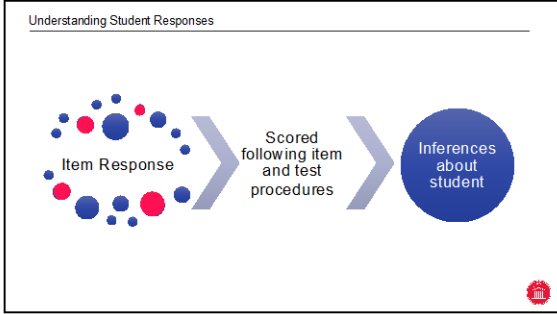 Understanding Student Responses
Item Response
Scored
following item
and test
procedures
Inferences
about
student